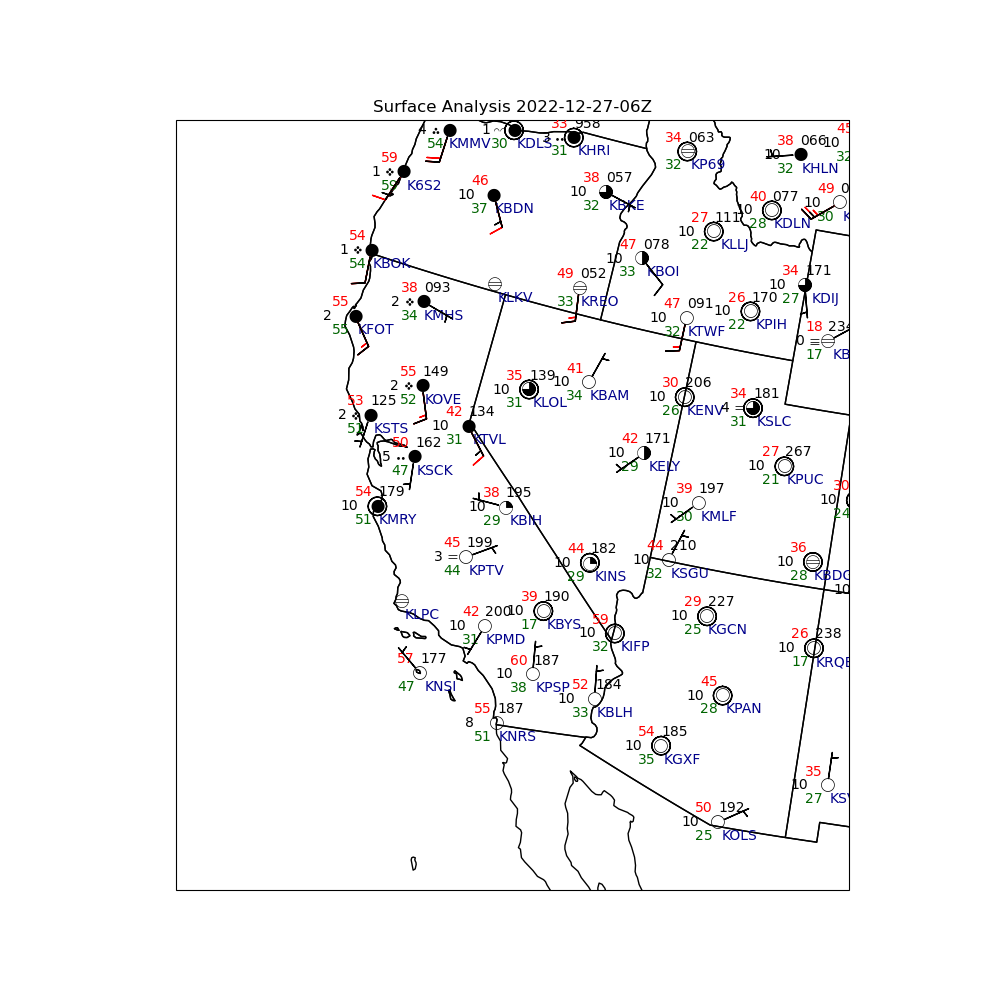 Surface Analysis 2022-12-27-06Z
4 54 KMMV
1 30 KDLS
33 958 31 KHRI
34 063 32 KP69
38 066 10 32 KHLN
45 10 32
59 1 59 K6S2
46 10 37 KBDN
38 057 10 32 KBKE
40 077 10 28 KDLN
49 0 10 30 K
27 111 10 22 KLLJ
54 1 54 KBOK
47 078 10 33 KBOI
KLKV
49 052 33 KREO
34 171 10 27 KDIJ
38 093 2 34 KMHS
55 2 55 KFOT
47 091 10 32 KTWF
26 170 10 22 KPIH
18 234 0 17 KB
55 149 2 52 KOVE
35 139 10 31 KLOL
41 10 34 KBAM
30 206 10 26 KENV
34 181 4 31 KSLC
53 125 2 KSTS
42 134 10 31 KTVL
50 162 5 47 KSCK
42 171 10 29 KELY
27 267 10 21 KPUC
54 179 10 51 KMRY
38 195 10 29 KBIH
39 197 10 30 KMLF
30 10 24
45 199 3 44 KPTV
44 182 10 29 KINS
44 210 10 32 KSGU
36 10 28 KBDG
10
KLPC
42 200 10 31 KPMD
39 190 10 17 KBYS
59 10 32 KIFP
29 227 10 25 KGCN
26 238 10 17 KRQE
57 177 47 KNSI
60 187 10 38 KPSP
52 184 10 33 KBLH
45 10 28 KPAN
55 187 8 51 KNRS
54 185 10 35 KGXF
35 10 27 KSV
50 192 10 25 KOLS